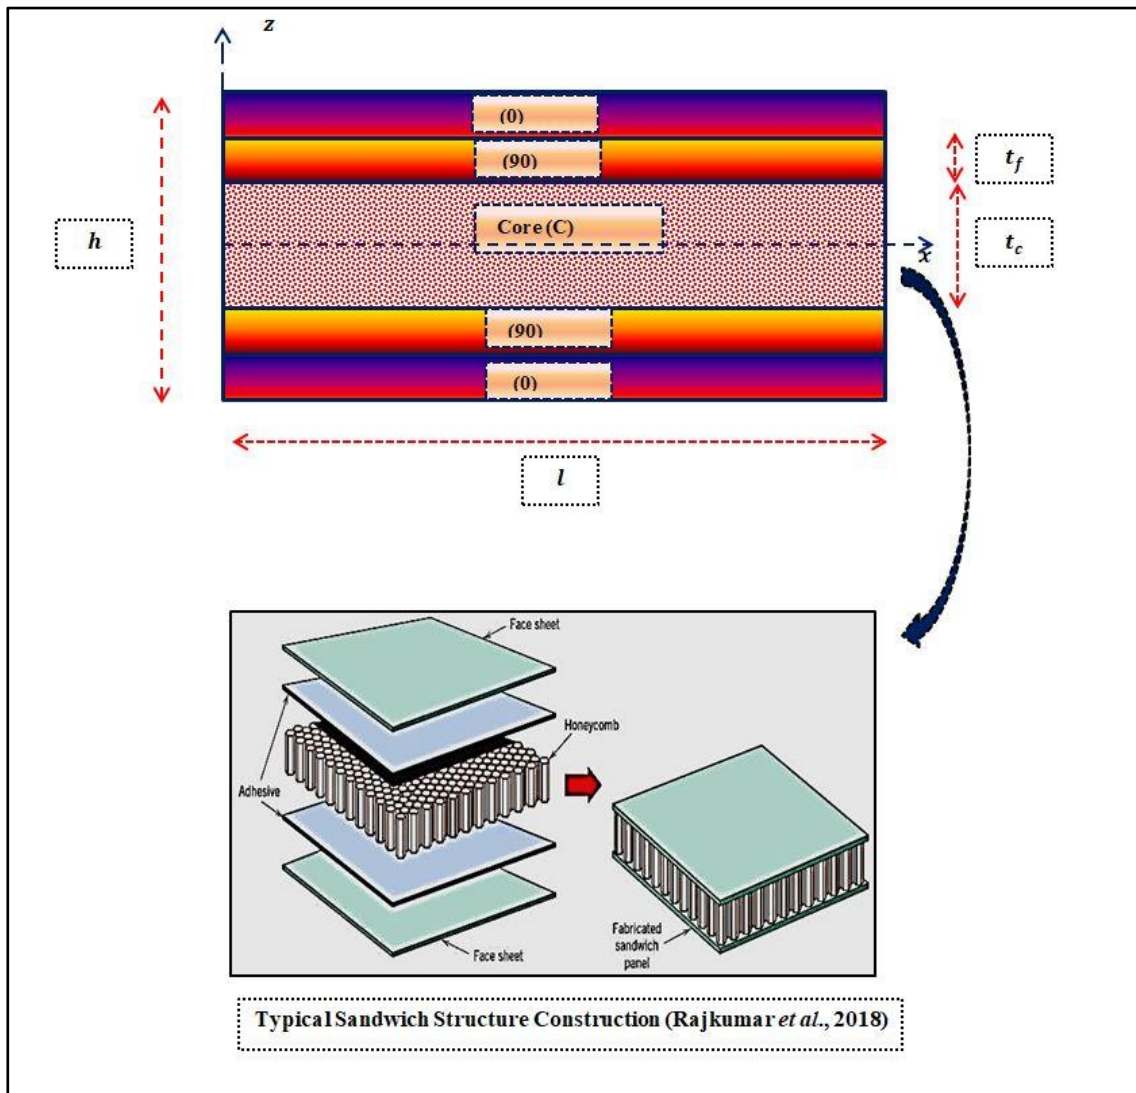 z
(0)
(90)
t_f
h
Core (C)
x
t_c
(90)
(0)
l
Face sheet
Honeycomb
Adhesive
Fabricated
sandwich
panel
Face sheet
Typical Sandwich Structure Construction (Rajkumar et al., 2018)